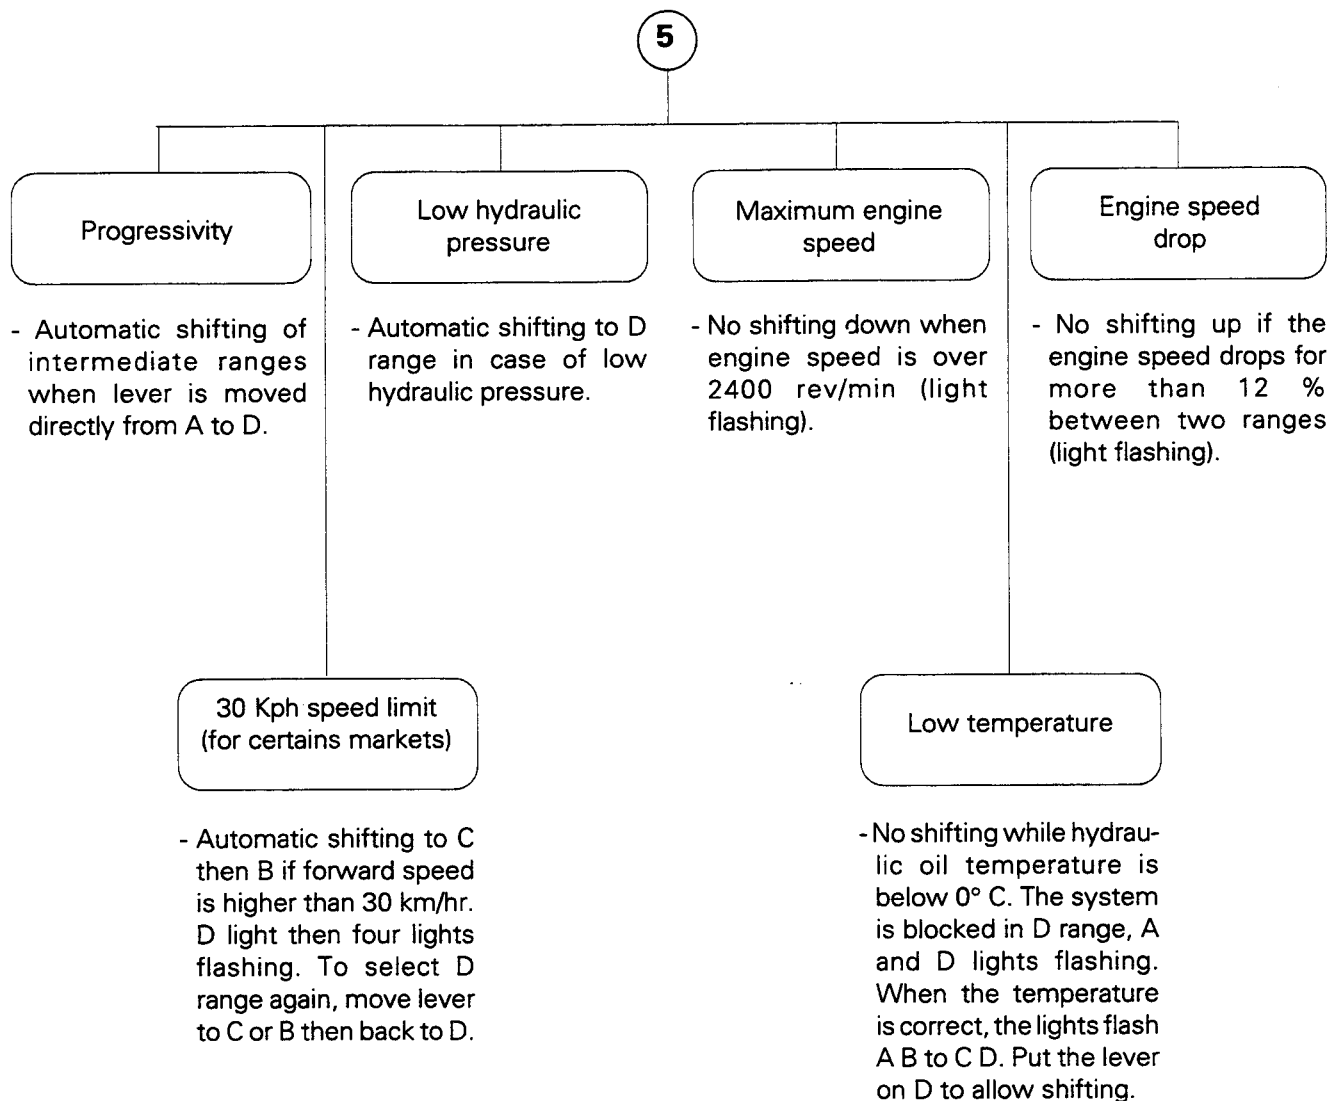 5
Progressivity
- Automatic shifting of
intermediate ranges
when lever is moved
directly from A to D.
Low hydraulic
pressure
- Automatic shifting to D
range in case of low
hydraulic pressure.
Maximum engine
speed
- No shifting down when
engine speed is over
2400 rev/min (light
flashing).
Engine speed
drop
- No shifting up if the
engine speed drops for
more than 12 %
between two ranges
(light flashing).
30 Kph speed limit
(for certains markets)
- Automatic shifting to C
then B if forward speed
is higher than 30 km/hr.
D light then four lights
flashing. To select D
range again, move lever
to C or B then back to D.
Low temperature
- No shifting while hydrau-
lic oil temperature is
below 0° C. The system
is blocked in D range, A
and D lights flashing.
When the temperature
is correct, the lights flash
A B to C D. Put the lever
on D to allow shifting.